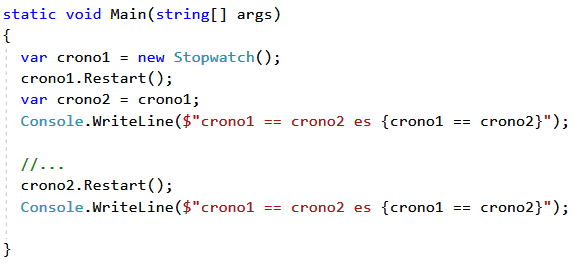 static void Main(string[] args)
{
var crono1 = new Stopwatch();
crono1.Restart();
var crono2 = crono1;
Console.WriteLine($"crono1 == crono2 es {crono1 == crono2}");
//...
crono2.Restart();
Console.WriteLine($"crono1 == crono2 es {crono1 == crono2}");
}